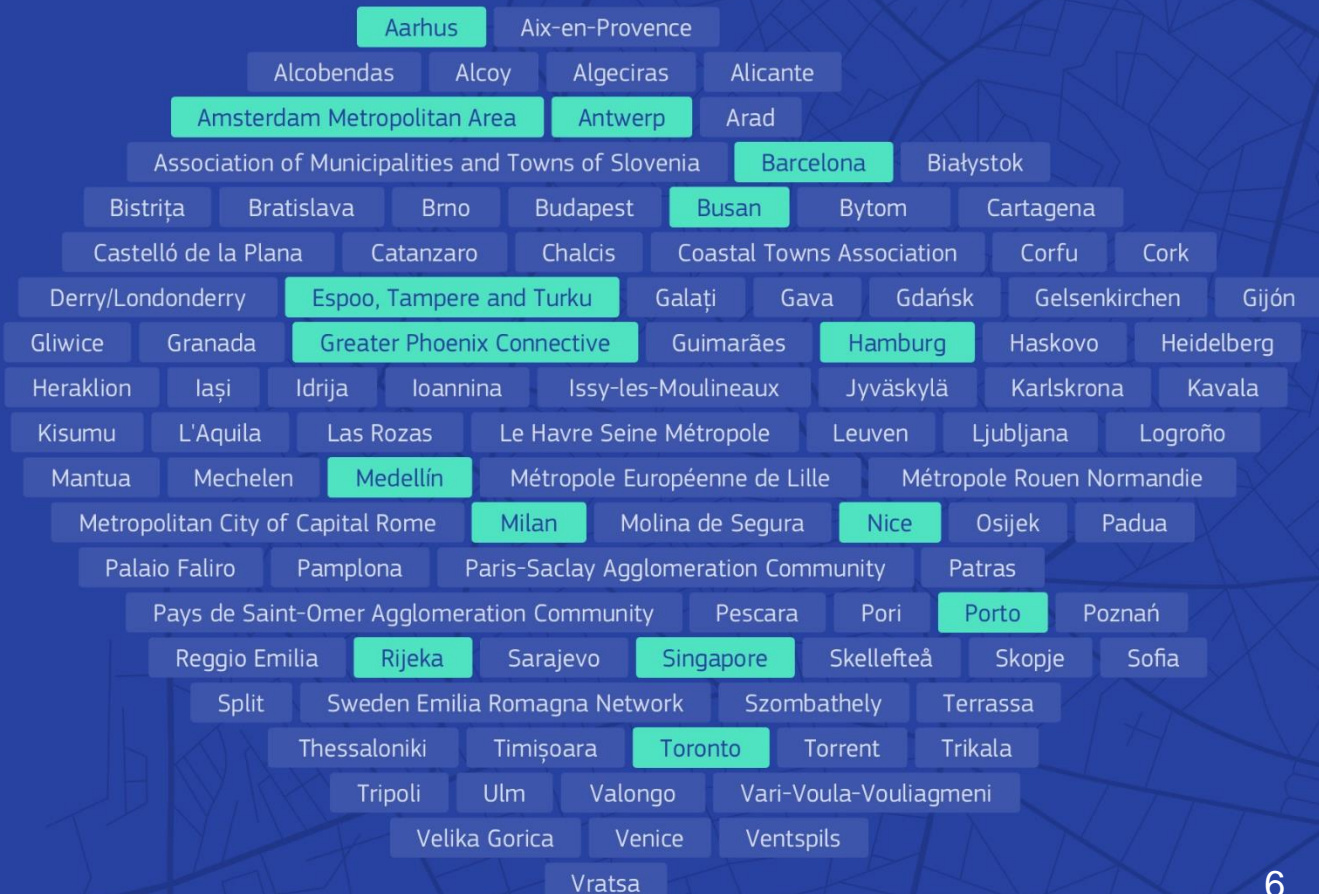 Aarhus Aix-en-Provence
Alcobendas Alcoy Algeciras Alicante
Amsterdam Metropolitan Area Antwerp Arad
Association of Municipalities and Towns of Slovenia Barcelona Białystok
Bistrița Bratislava Brno Budapest Busan Bytom Cartagena
Castelló de la Plana Catanzaro Chalcis Coastal Towns Association Corfu Cork
Derry/Londonderry Espoo, Tampere and Turku Galați Gava Gdańsk Gelsenkirchen Gijón
Gliwice Granada Greater Phoenix Connective Guimarães Hamburg Haskovo Heidelberg
Heraklion Iași Idrija Ioannina Issy-les-Moulineaux Jyväskylä Karlskrona Kavala
Kisumu L'Aquila Las Rozas Le Havre Seine Métropole Leuven Ljubljana Logroño
Mantua Mechelen Medellín Métropole Européenne de Lille Métropole Rouen Normandie
Metropolitan City of Capital Rome Milan Molina de Segura Nice Osijek Padua
Palaio Faliro Pamplona Paris-Saclay Agglomeration Community Patras
Pays de Saint-Omer Agglomeration Community Pescara Pori Porto Poznań
Reggio Emilia Rijeka Sarajevo Singapore Skellefteå Skopje Sofia
Split Sweden Emilia Romagna Network Szombathely Terrassa
Thessaloniki Timișoara Toronto Torrent Trikala
Tripoli Ulm Valongo Vari-Voula-Vouliagmeni
Velika Gorica Venice Ventspils
Vratsa
6